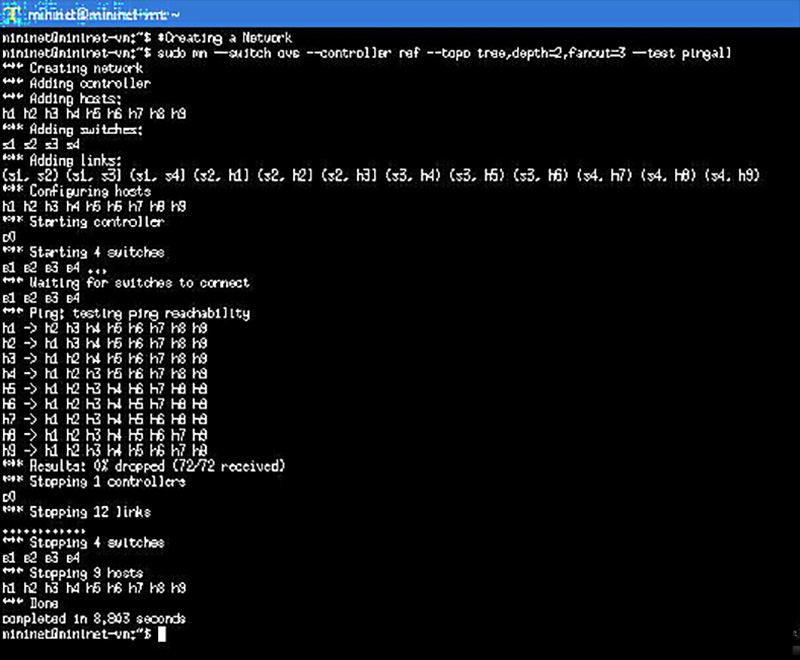 mininet@mininet-vm: ~
mininet@mininet-vm:~$ #Creating a Network
mininet@mininet-vm:~$ sudo mn --switch ovs --controller ref --topo tree,depth=2,fanout=3 --test pingall
*** Creating network
*** Adding controller
*** Adding hosts:
h1 h2 h3 h4 h5 h6 h7 h8 h9
*** Adding switches:
s1 s2 s3 s4
*** Adding links:
(s1, s2) (s1, s3) (s1, s4) (s2, h1) (s2, h2) (s2, h3) (s3, h4) (s3, h5) (s3, h6) (s4, h7) (s4, h8) (s4, h9)
*** Configuring hosts
h1 h2 h3 h4 h5 h6 h7 h8 h9
*** Starting controller
c0
*** Starting 4 switches
s1 s2 s3 s4 ...
*** Waiting for switches to connect
s1 s2 s3 s4
*** Ping: testing ping reachability
h1 -> h2 h3 h4 h5 h6 h7 h8 h9
h2 -> h1 h3 h4 h5 h6 h7 h8 h9
h3 -> h1 h2 h4 h5 h6 h7 h8 h9
h4 -> h1 h2 h3 h5 h6 h7 h8 h9
h5 -> h1 h2 h3 h4 h6 h7 h8 h9
h6 -> h1 h2 h3 h4 h5 h7 h8 h9
h7 -> h1 h2 h3 h4 h5 h6 h8 h9
h8 -> h1 h2 h3 h4 h5 h6 h7 h9
h9 -> h1 h2 h3 h4 h5 h6 h7 h8
*** Results: 0% dropped (72/72 received)
*** Stopping 1 controllers
c0
*** Stopping 12 links
............
*** Stopping 4 switches
s1 s2 s3 s4
*** Stopping 9 hosts
h1 h2 h3 h4 h5 h6 h7 h8 h9
*** Done
completed in seconds
mininet@mininet-vm:~$